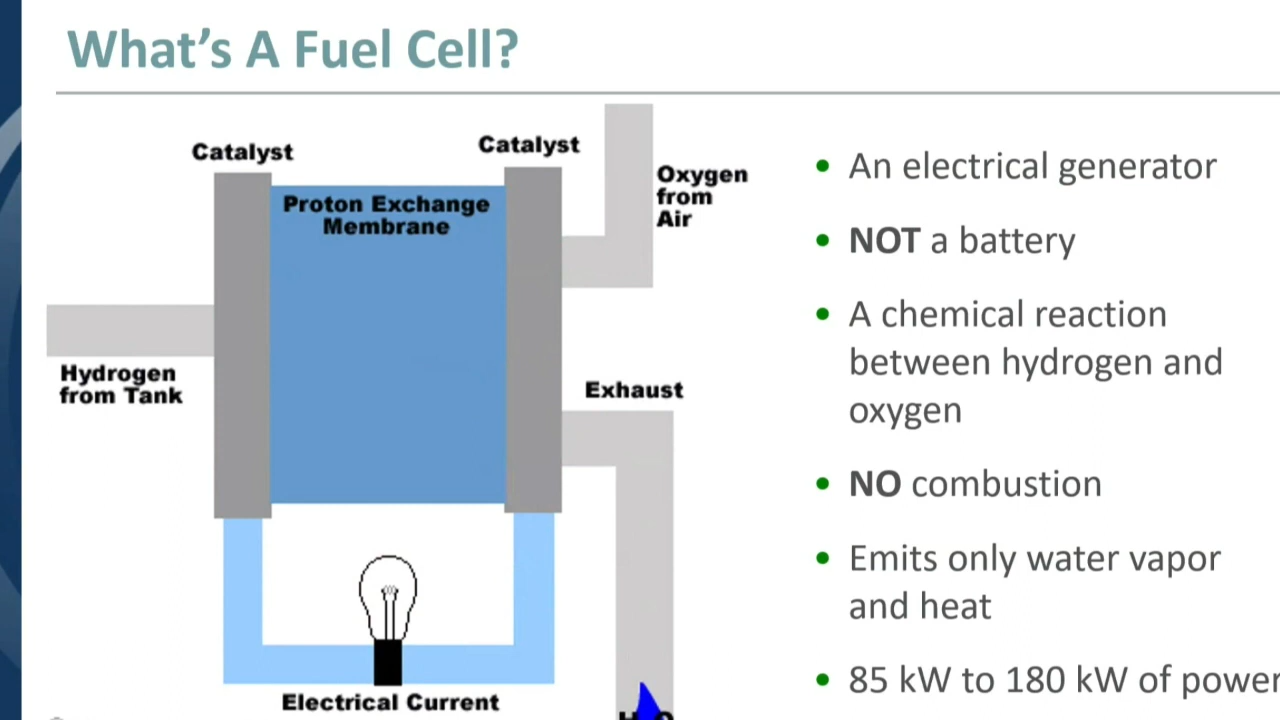 What's A Fuel Cell?
Catalyst
Catalyst
Proton Exchange
Membrane
Oxygen
from
Air
Hydrogen
from Tank
Exhaust
Electrical Current
• An electrical generator
• NOT a battery
• A chemical reaction
between hydrogen and
oxygen
• NO combustion
• Emits only water vapor
and heat
• 85 kW to 180 kW of power